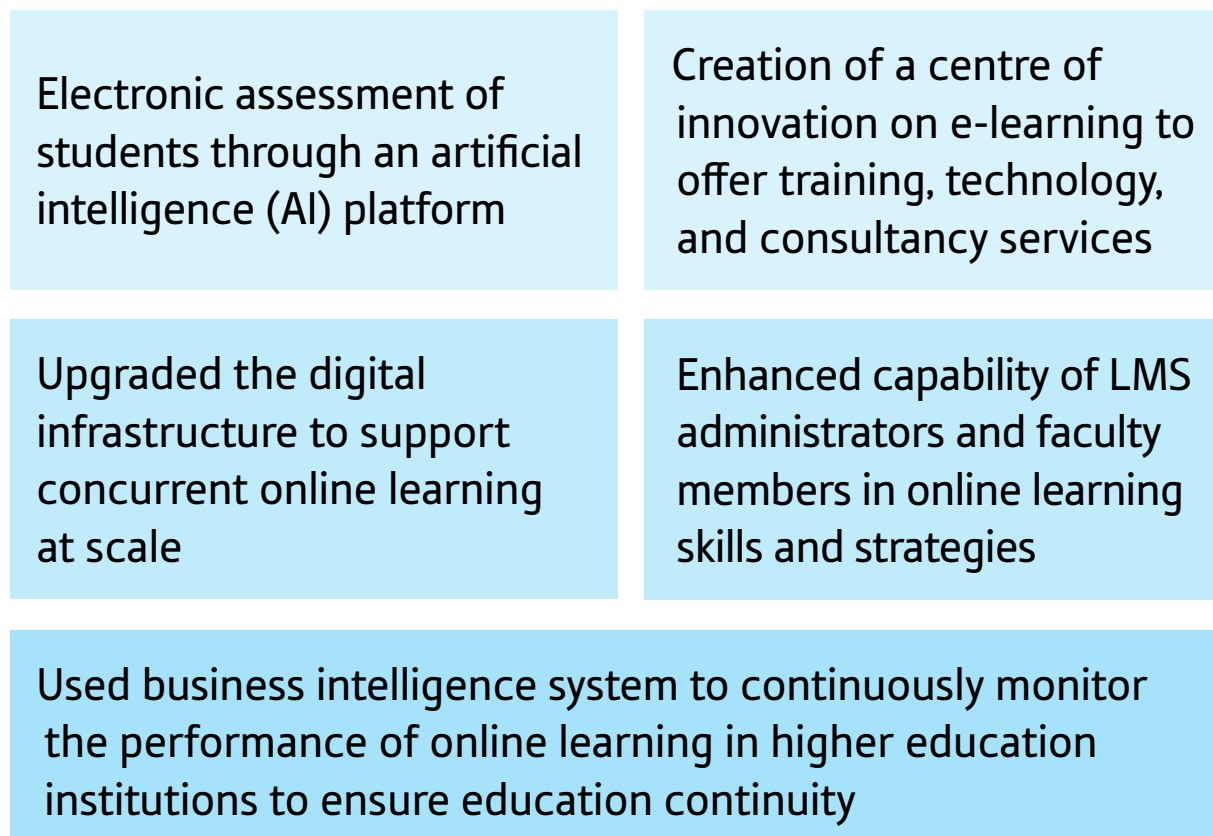 Electronic assessment of
students through an artificial
intelligence (AI) platform
Creation of a centre of
innovation on e-learning to
offer training, technology,
and consultancy services
Upgraded the digital
infrastructure to support
concurrent online learning
at scale
Enhanced capability of LMS
administrators and faculty
members in online learning
skills and strategies
Used business intelligence system to continuously monitor
the performance of online learning in higher education
institutions to ensure education continuity